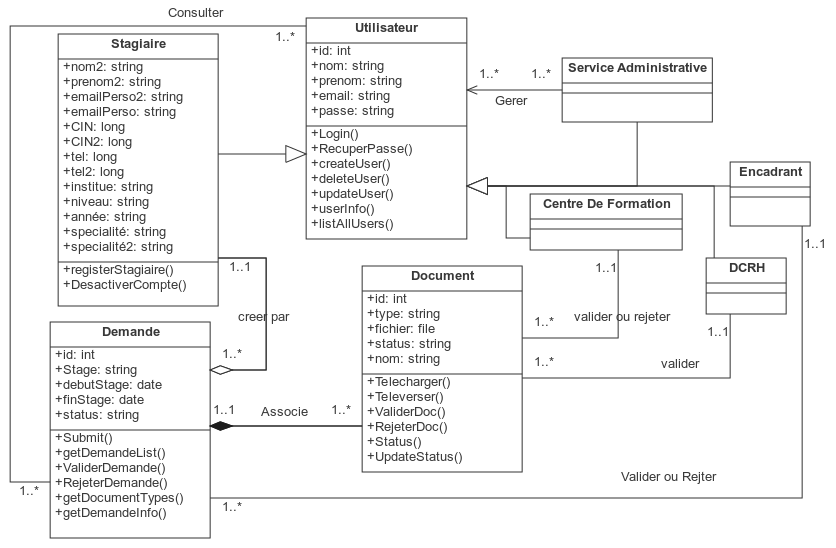 Consulter
1..*
Utilisateur
+id: int
+nom: string
+prenom: string
+email: string
+passe: string
+Login()
+RecuperPasse()
+createUser()
+deleteUser()
+updateUser()
+userInfo()
+listAllUsers()
Stagiaire
+nom2: string
+prenom2: string
+emailPerso2: string
+emailPerso: string
+CIN: long
+CIN2: long
+tel: long
+tel2: long
+institue: string
+niveau: string
+année: string
+specialité: string
+specialité2: string
+registerStagiaire()
+DesactiverCompte()
1..*
1..*
Gerer
Service Administrative
Encadrant
1..1
Centre De Formation
1..1
DCRH
1..1
1..1
creer par
1..*
Document
+id: int
+type: string
+fichier: file
+status: string
+nom: string
+Telecharger()
+Televerser()
+ValiderDoc()
+RejeterDoc()
+Status()
+UpdateStatus()
1..*
valider ou rejeter
1..*
valider
Demande
+id: int
+Stage: string
+debutStage: date
+finStage: date
+status: string
+Submit()
+getDemandeList()
+ValiderDemande()
+RejeterDemande()
+getDocumentTypes()
+getDemandeInfo()
1..1
Associe
1..*
1..*
1..*
Valider ou Rejter